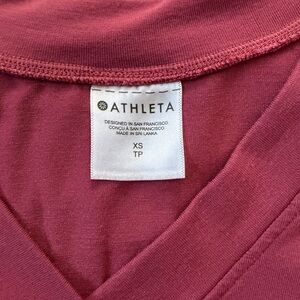 ATHLETA
DESIGNED IN SAN FRANCISCO
CONÇU À SAN FRANCISCO
MADE IN SRI LANKA
XS
TP